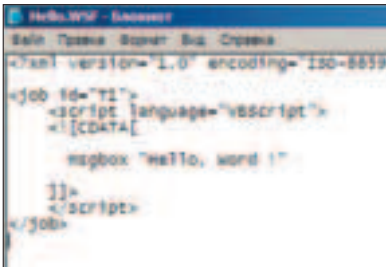 Hello.WSF - Блокнот
Файл Правка Формат Вид Справка
<?xml version="1.0" encoding="ISO-8859
<job id="T1">
<script language="VBScript">
<![CDATA[
msgbox "Hello, word !"
]]>
</script>
</job>